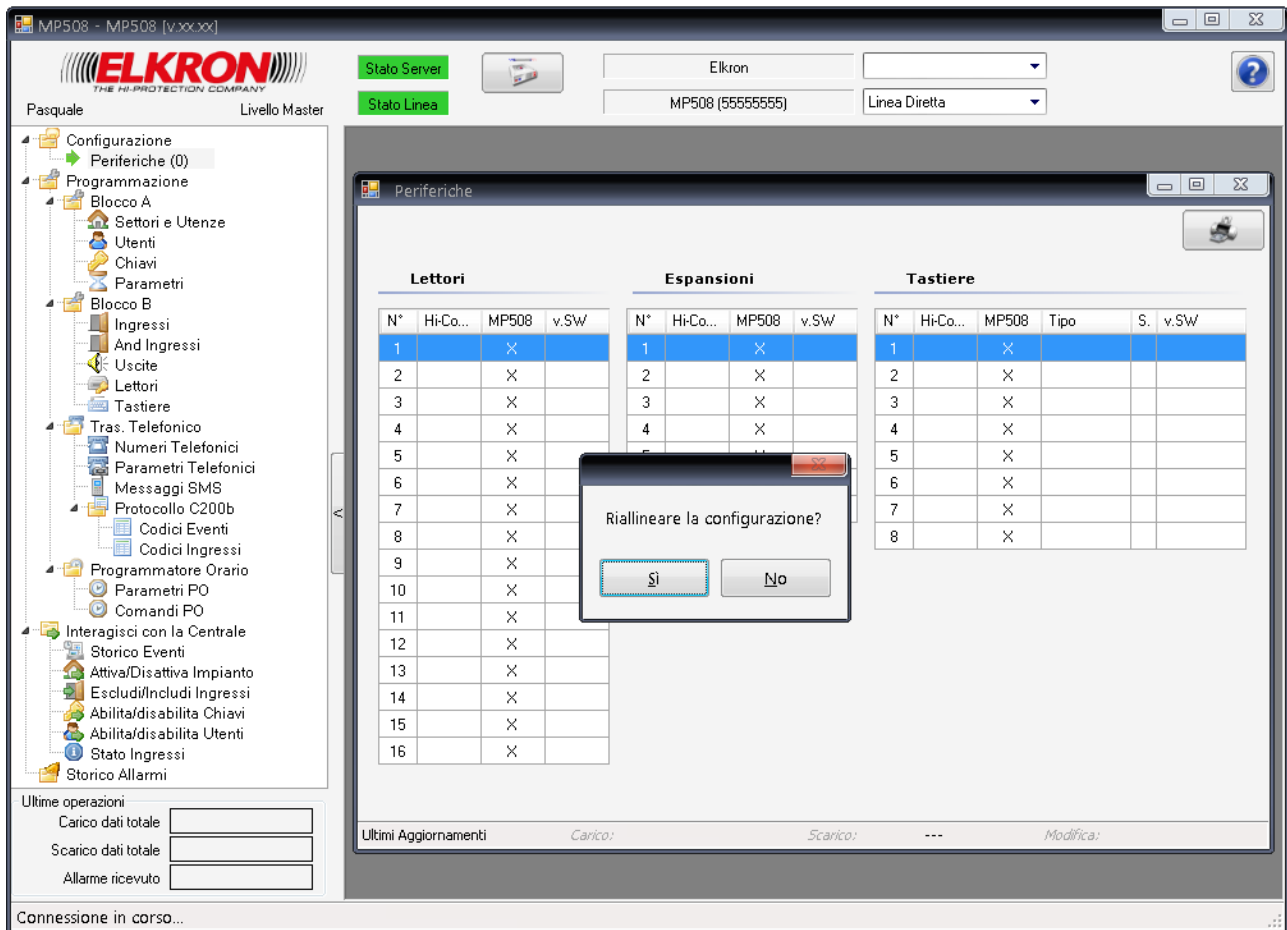 MP508 - MP508 [v.xx.xx]
ELKRON
THE HI-PROTECTION COMPANY
Pasquale Livello Master
Stato Server
Stato Linea
Elkron
MP508 (55555555)
Linea Diretta
Configurazione
Periferiche (0)
Programmazione
Blocco A
Settori e Utenze
Utenti
Chiavi
Parametri
Blocco B
Ingressi
And Ingressi
Uscite
Lettori
Tastiere
Tras. Telefonico
Numeri Telefonici
Parametri Telefonici
Messaggi SMS
Protocollo C200b
Codici Eventi
Codici Ingressi
Programmatore Orario
Parametri PO
Comandi PO
Interagisci con la Centrale
Storico Eventi
Attiva/Disattiva Impianto
Escludi/Includi Ingressi
Abilita/disabilita Chiavi
Abilita/disabilita Utenti
Stato Ingressi
Storico Allarmi
Ultime operazioni
Carico dati totale
Scarico dati totale
Allarme ricevuto
Connessione in corso...
<
Periferiche
Lettori
N° Hi-Co... MP508 v.SW
1 X
2 X
3 X
4 X
5 X
6 X
7 X
8 X
9 X
10 X
11 X
12 X
13 X
14 X
15 X
16 X
Espansioni
N° Hi-Co... MP508 v.SW
1 X
2 X
3 X
4 X
Tastiere
N° Hi-Co... MP508 Tipo S. v.SW
1 X
2 X
3 X
4 X
5 X
6 X
7 X
8 X
Riallineare la configurazione?
Sì No
Ultimi Aggiornamenti Carico: Scarico: --- Modifica: